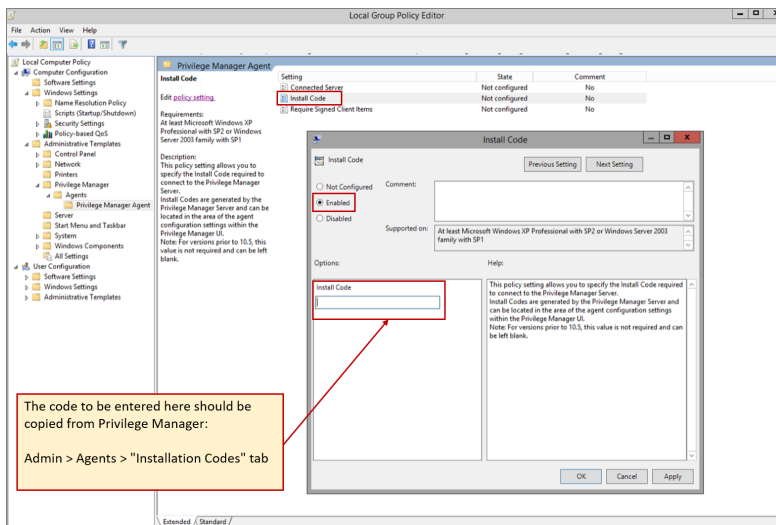 Local Group Policy Editor
File Action View Help
Local Computer Policy
Computer Configuration
Software Settings
Windows Settings
Name Resolution Policy
Scripts (Startup/Shutdown)
Security Settings
Policy-based QoS
Administrative Templates
Control Panel
Network
Printers
Privilege Manager
Agents
Privilege Manager Agent
Server
Start Menu and Taskbar
System
Windows Components
All Settings
User Configuration
Software Settings
Windows Settings
Administrative Templates
Privilege Manager Agent
Install Code
Edit policy setting
Requirements:
At least Microsoft Windows XP
Professional with SP2 or Windows
Server 2003 family with SP1
Description:
This policy setting allows you to
specify the Install Code required to
connect to the Privilege Manager
Server.
Install Codes are generated by the
Privilege Manager Server and can be
located in the area of the agent
configuration settings within the
Privilege Manager UI.
Note: For versions prior to 10.5, this
value is not required and can be left
blank.
Setting State Comment
Connected Server Not configured No
Install Code Not configured No
Require Signed Client Items Not configured No
Install Code
Install Code
Previous Setting Next Setting
Not Configured Comment:
Enabled
Disabled
Supported on: At least Microsoft Windows XP Professional with SP2 or Windows Server 2003
family with SP1
Options: Help:
Install Code
This policy setting allows you to specify the Install Code required
to connect to the Privilege Manager Server.
Install Codes are generated by the Privilege Manager Server and
can be located in the area of the agent configuration settings
within the Privilege Manager UI.
Note: For versions prior to 10.5, this value is not required and can
be left blank.
OK Cancel Apply
The code to be entered here should be
copied from Privilege Manager:
Admin > Agents > "Installation Codes" tab
Extended Standard